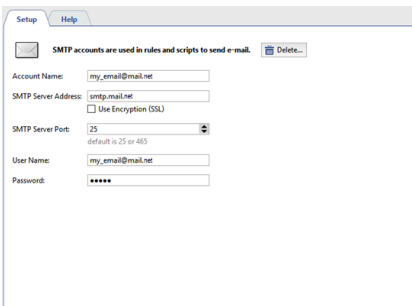 Setup Help
SMTP accounts are used in rules and scripts to send e-mail. Delete...
Account Name: my_email@mail.net
SMTP Server Address: smtp.mail.net
Use Encryption (SSL)
SMTP Server Port: 25
default is 25 or 465
User Name: my_email@mail.net
Password: •••••